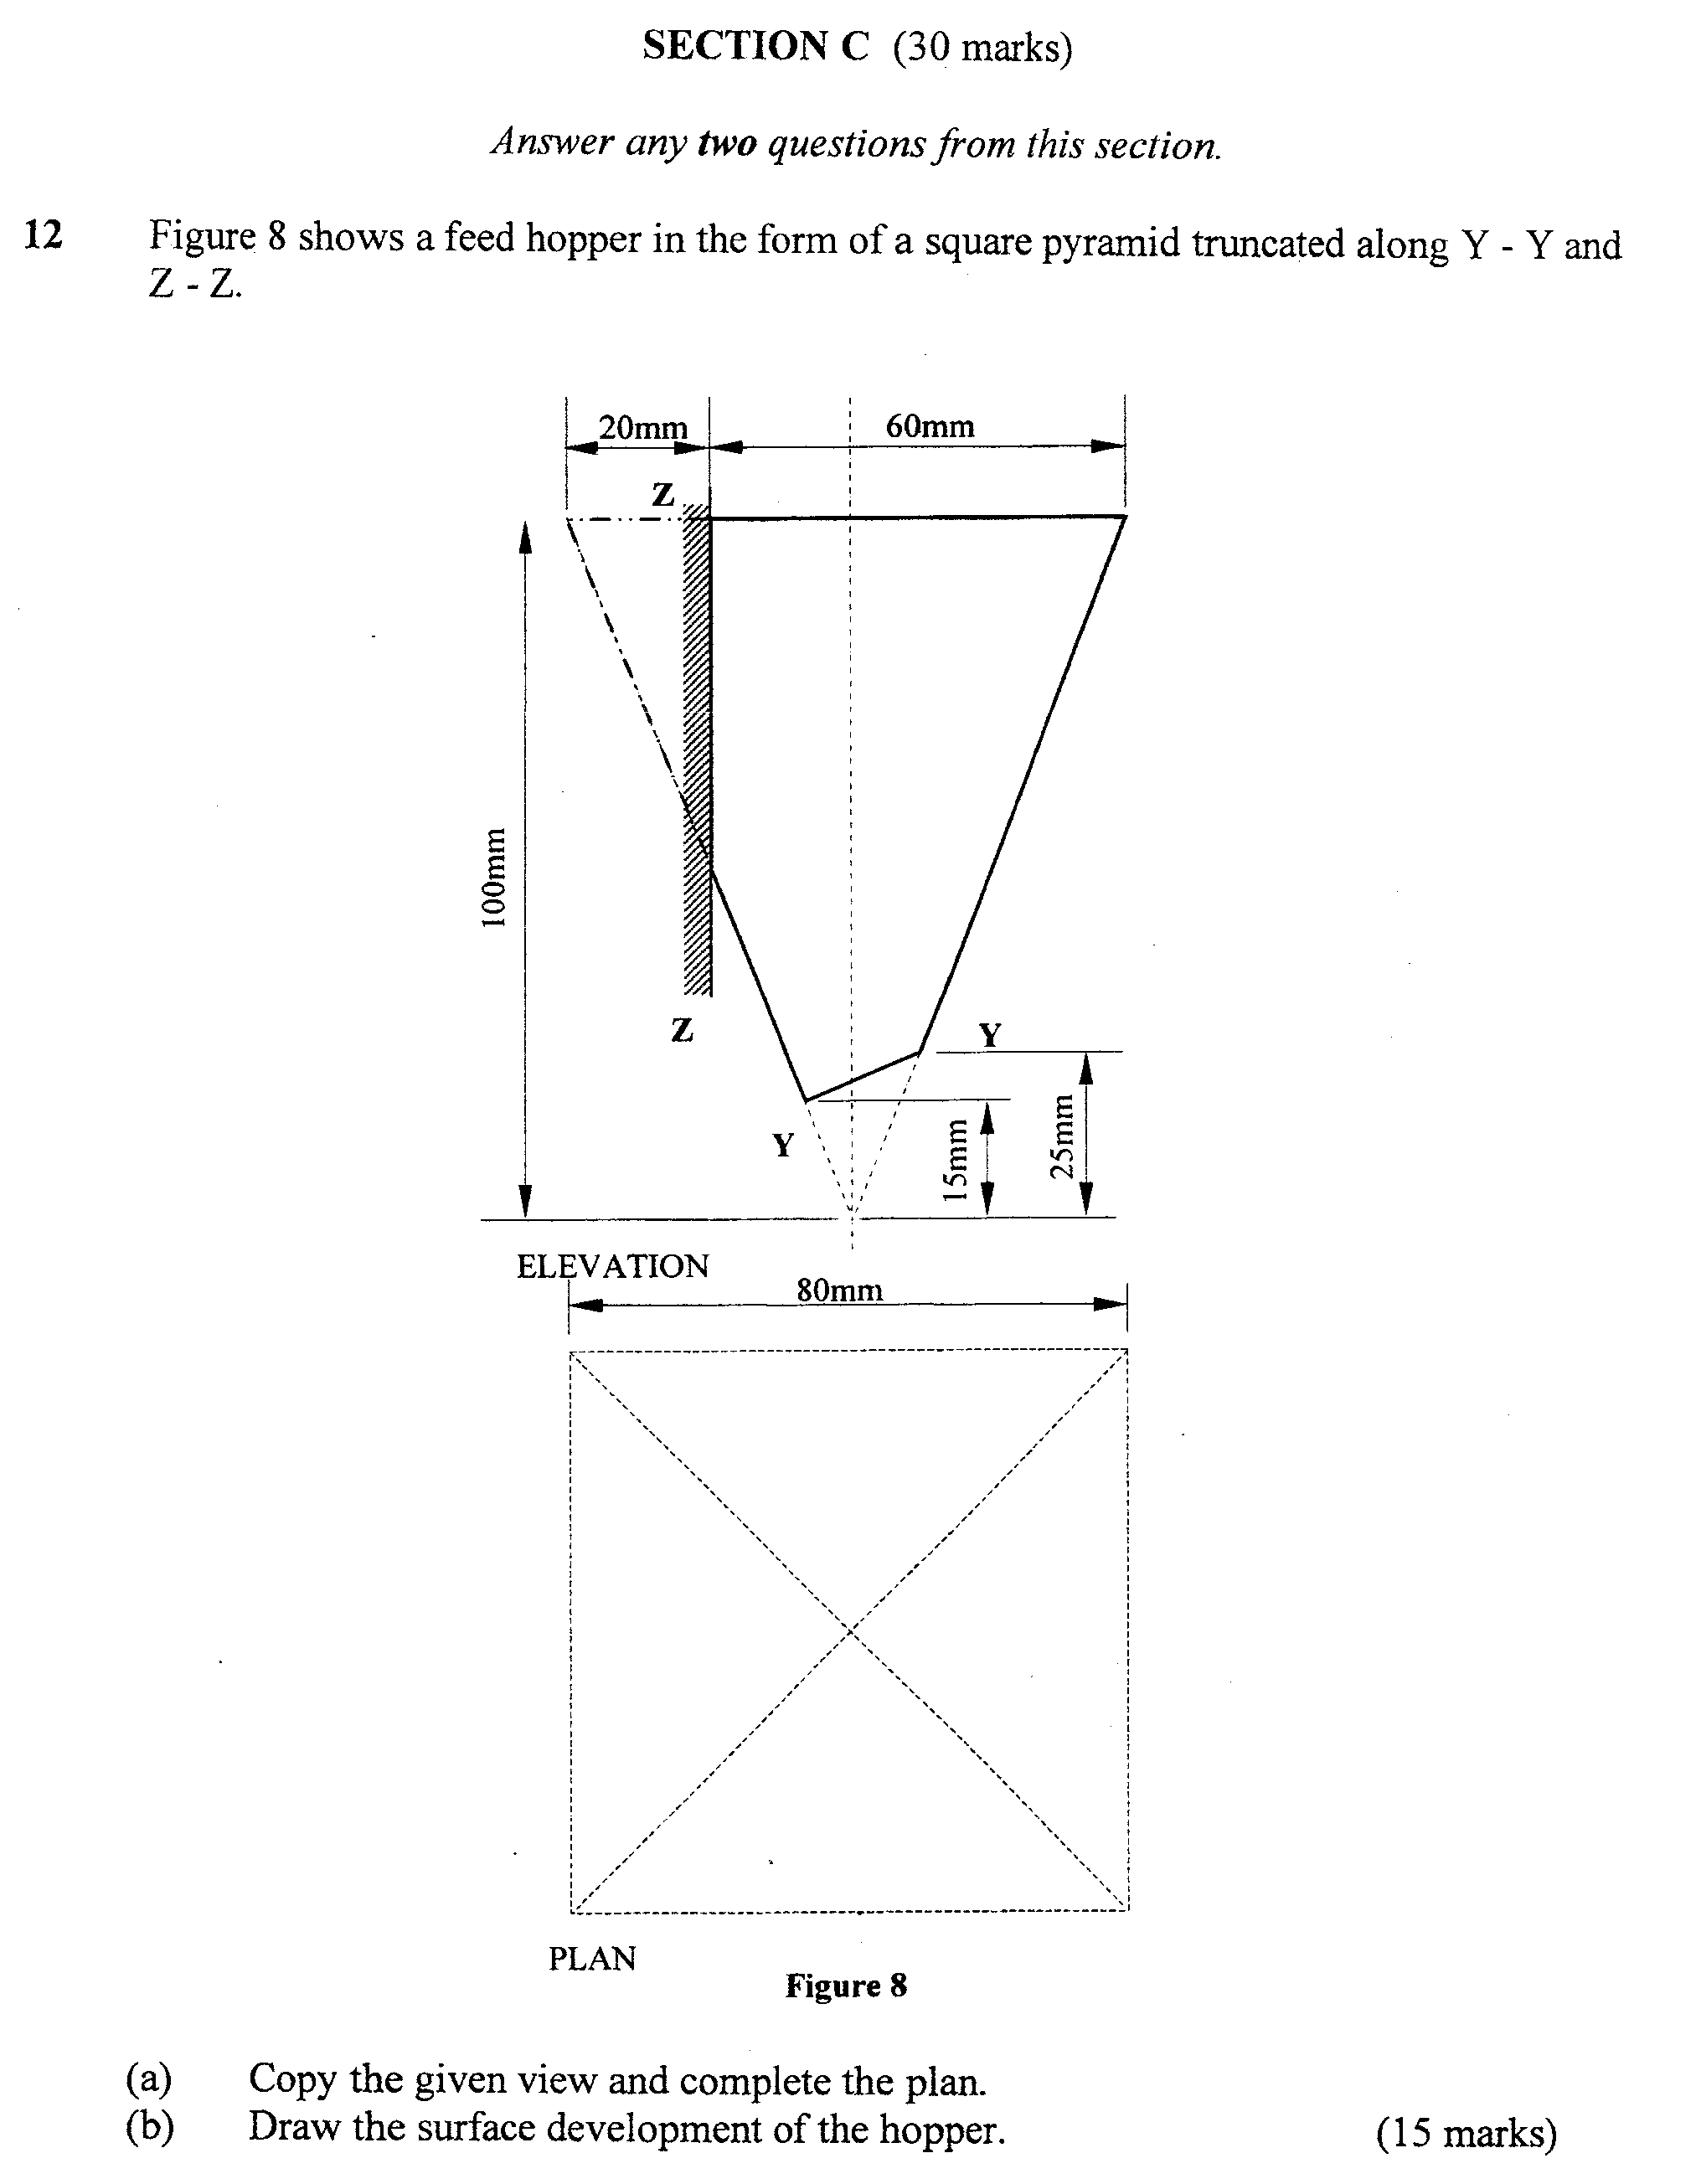 SECTION C (30 marks)
Answer any two questions from this section.
12 Figure 8 shows a feed hopper in the form of a square pyramid truncated along Y - Y and
Z - Z.
20mm
60mm
Z
100mm
Z
Y
Y
15mm
25mm
ELEVATION
80mm
PLAN
Figure 8
(a) Copy the given view and complete the plan.
(b) Draw the surface development of the hopper. (15 marks)